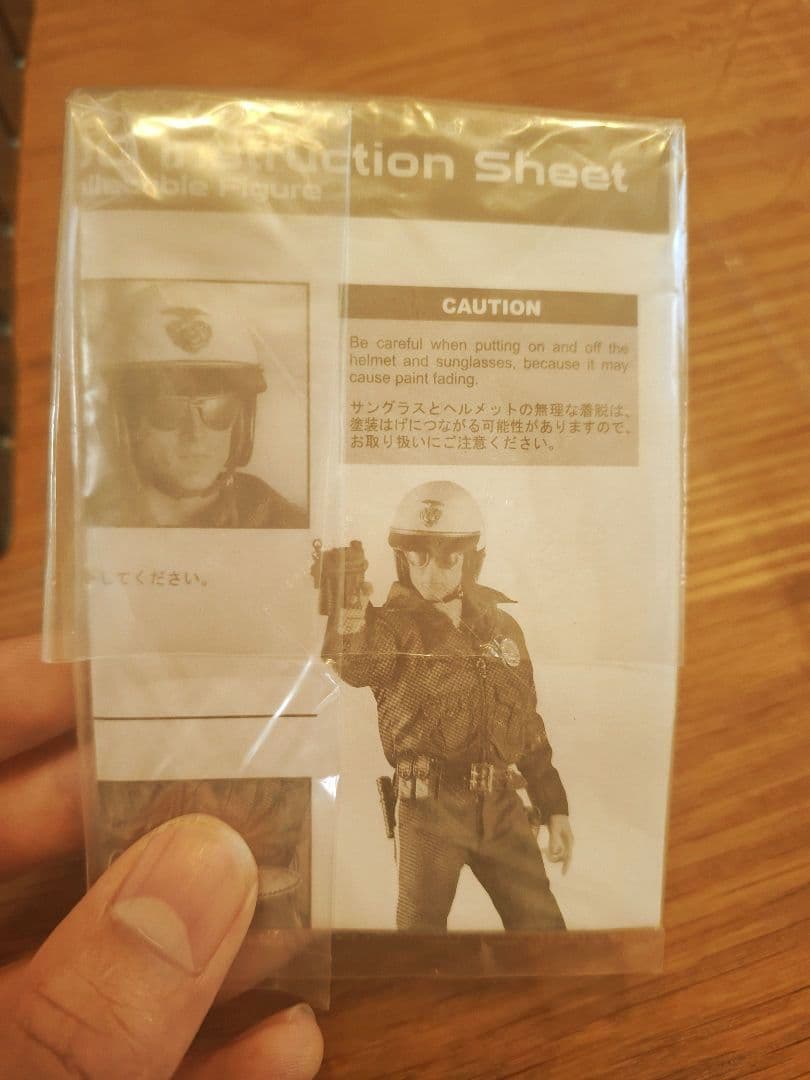 Instruction Sheet
Figure
CAUTION
Be careful when putting on and off the
helmet and sunglasses, because it may
cause paint fading.
サングラスとヘルメットの無理な着脱は、
塗装はげにつながる可能性がありますので、
お取り扱いにご注意ください。
してください。